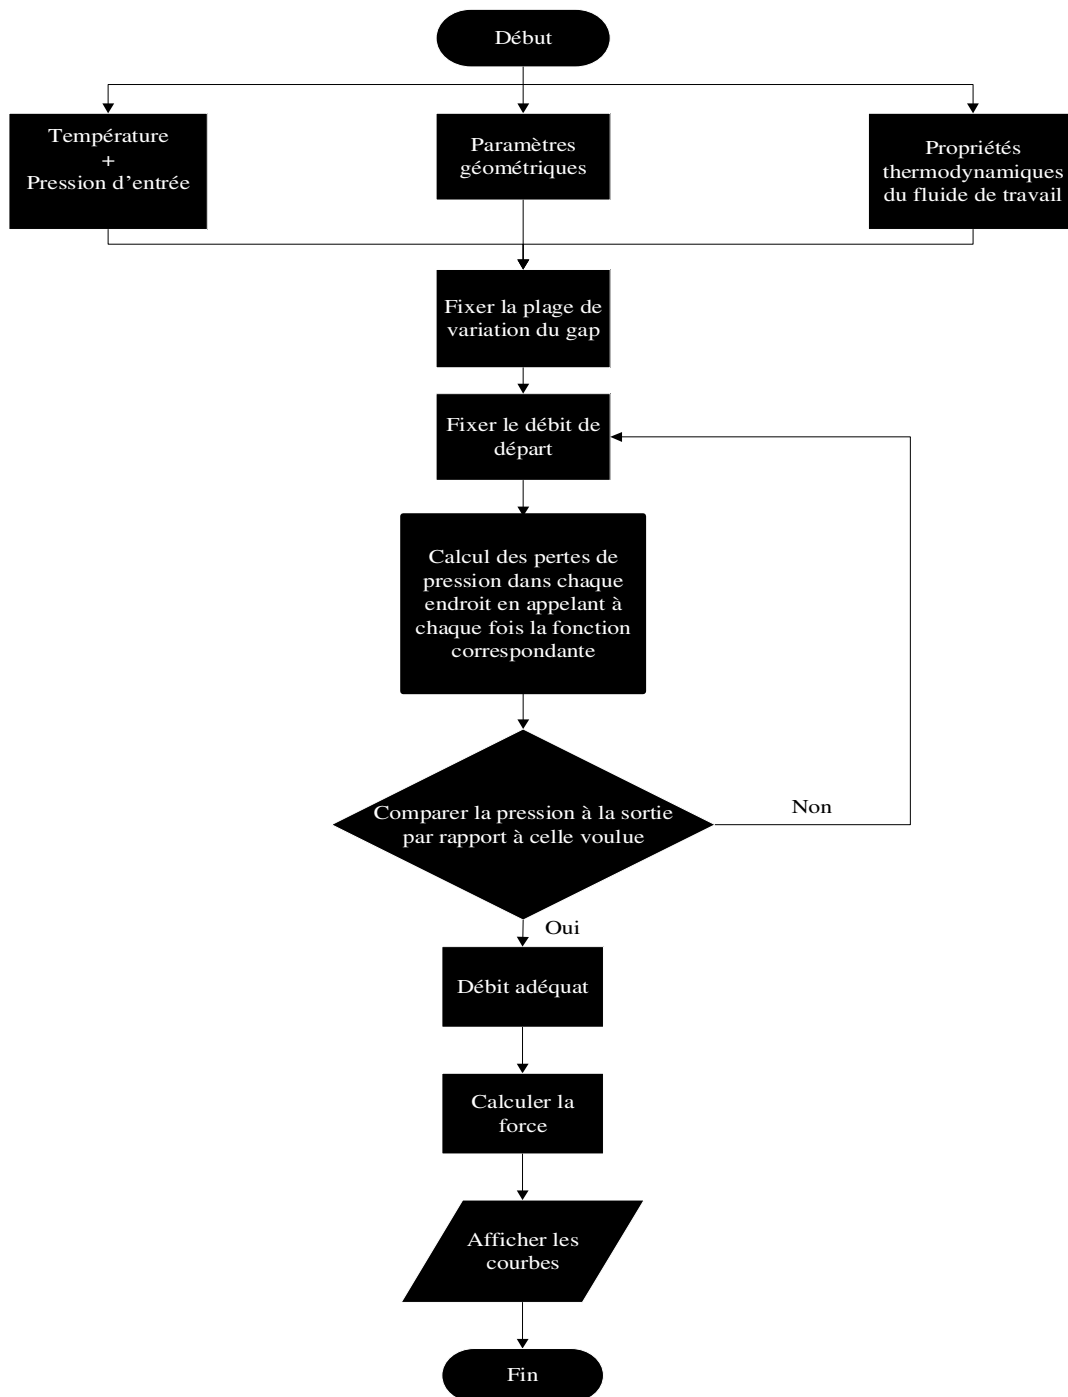 Début
Température
+
Pression d’entrée
Paramètres
géométriques
Propriétés
thermodynamiques
du fluide de travail
Fixer la plage de
variation du gap
Fixer le débit de
départ
Calcul des pertes de
pression dans chaque
endroit en appelant à
chaque fois la fonction
correspondante
Comparer la pression à la sortie
par rapport à celle voulue
Non
Oui
Débit adéquat
Calculer la
force
Afficher les
courbes
Fin